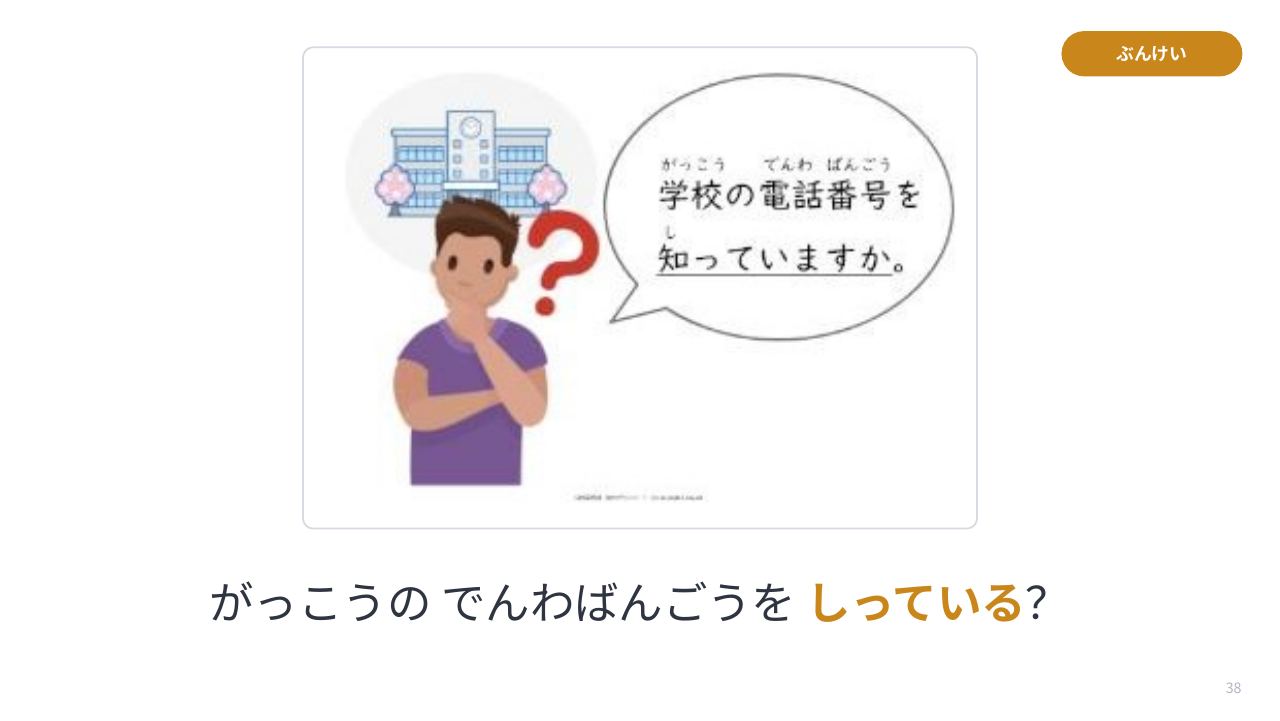 ぶんけい
がっこう でんわ ばんごう
学校の電話番号を
し
知っていますか。
がっこうの でんわばんごうを しっている?
38